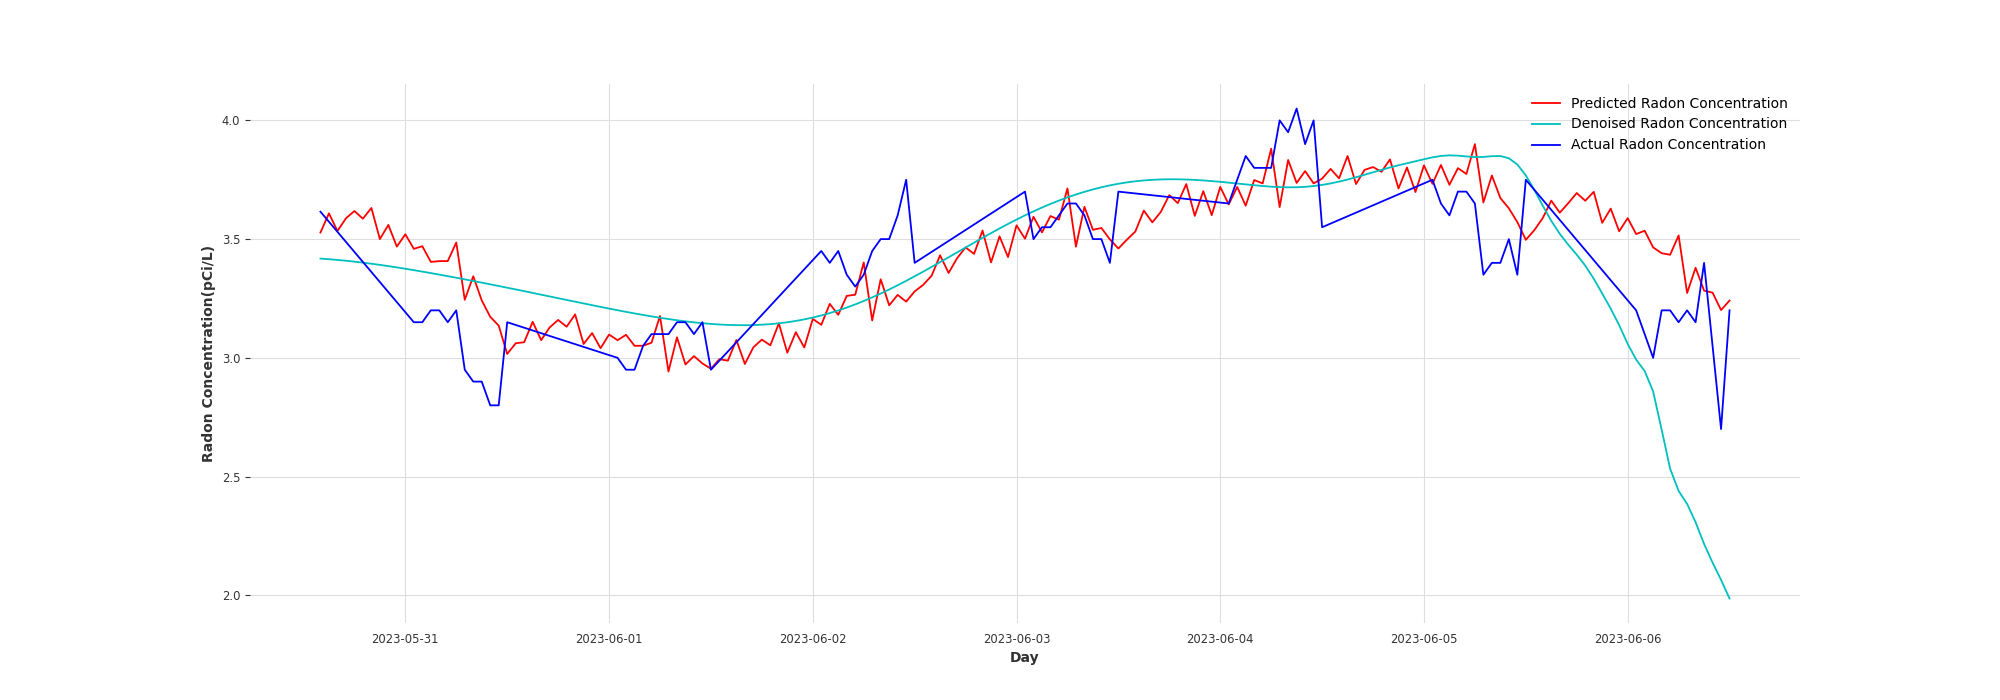 Predicted Radon Concentration
Denoised Radon Concentration
Actual Radon Concentration
Radon Concentration(pCi/L)
4.0
3.5
3.0
2.5
2.0
2023-05-31 2023-06-01 2023-06-02 2023-06-03 2023-06-04 2023-06-05 2023-06-06
Day